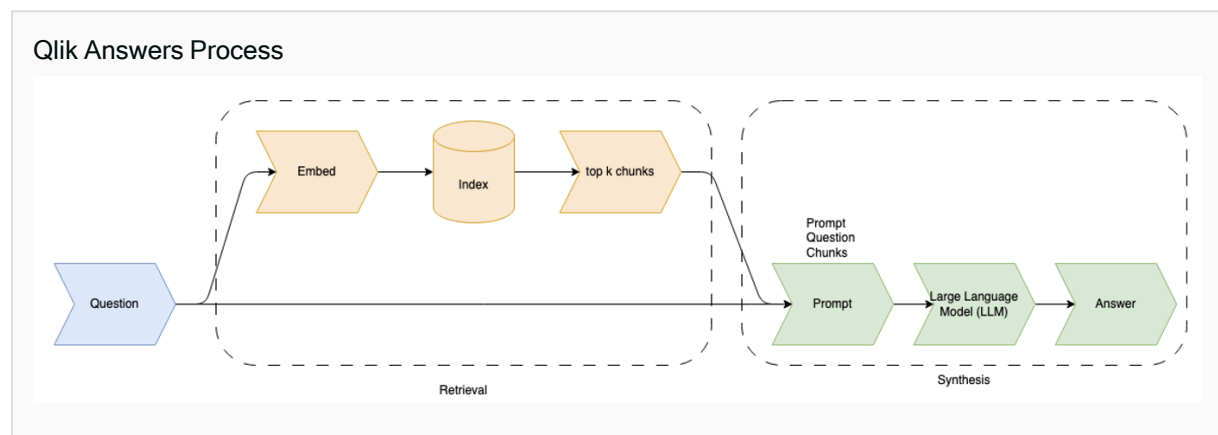 Qlik Answers Process
Embed
Index
top k chunks
Prompt
Question
Chunks
Question
Prompt
Large Language
Model (LLM)
Answer
Retrieval
Synthesis